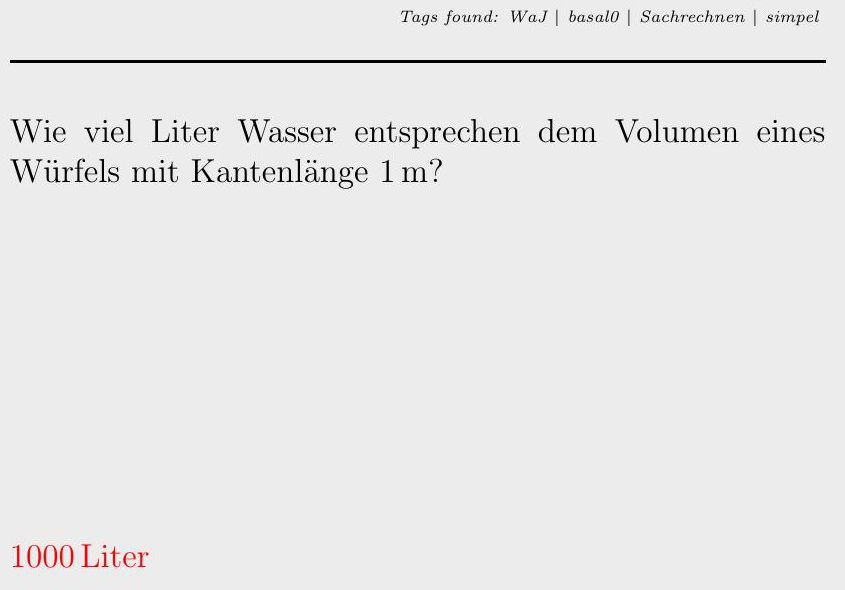 Tags found: WaJ | basal0 | Sachrechnen | simpel
Wie viel Liter Wasser entsprechen dem Volumen eines
Würfels mit Kantenlänge 1 m?
1000 Liter